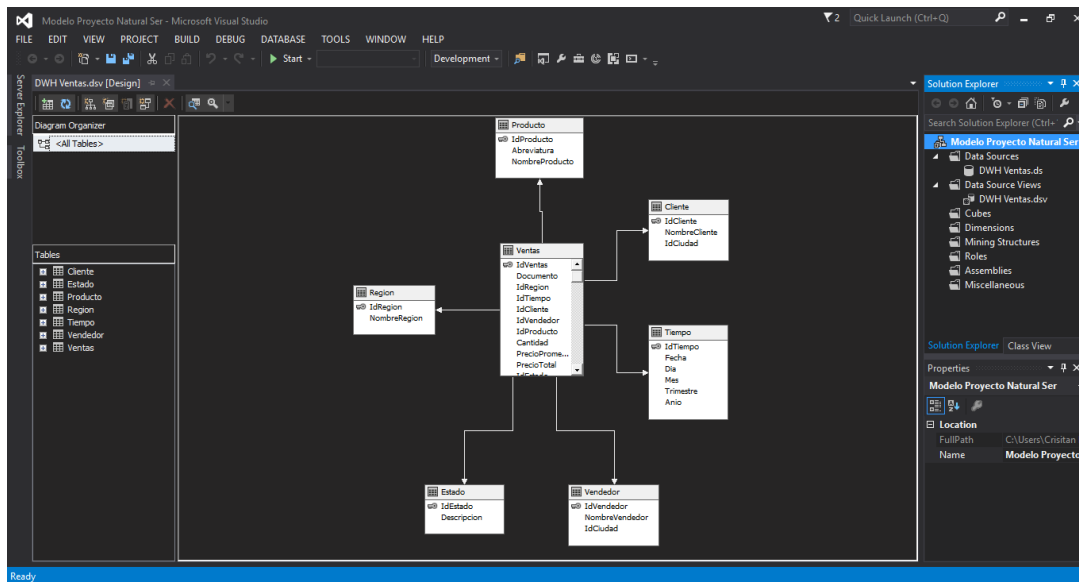 Modelo Proyecto Natural Ser - Microsoft Visual Studio
2
Quick Launch (Ctrl+Q)
FILE EDIT VIEW PROJECT BUILD DEBUG DATABASE TOOLS WINDOW HELP
Start
Development
Server Explorer
Toolbox
DWH Ventas.dsv [Design]
Diagram Organizer
<All Tables>
Tables
Cliente
Estado
Producto
Region
Tiempo
Vendedor
Ventas
Producto
IdProducto
Abreviatura
NombreProducto
Cliente
IdCliente
NombreCliente
IdCiudad
Ventas
IdVentas
Documento
IdRegion
IdTiempo
IdCliente
IdVendedor
IdProducto
Cantidad
PrecioProme...
PrecioTotal
IdEstado
Region
IdRegion
NombreRegion
Tiempo
IdTiempo
Fecha
Dia
Mes
Trimestre
Anio
Estado
IdEstado
Descripcion
Vendedor
IdVendedor
NombreVendedor
IdCiudad
Solution Explorer
Search Solution Explorer (Ctrl+
Modelo Proyecto Natural Ser
Data Sources
DWH Ventas.ds
Data Source Views
DWH Ventas.dsv
Cubes
Dimensions
Mining Structures
Roles
Assemblies
Miscellaneous
Solution Explorer Class View
Properties
Modelo Proyecto Natural Ser
Location
FullPath C:\Users\Crisitan
Name Modelo Proyecto
Ready